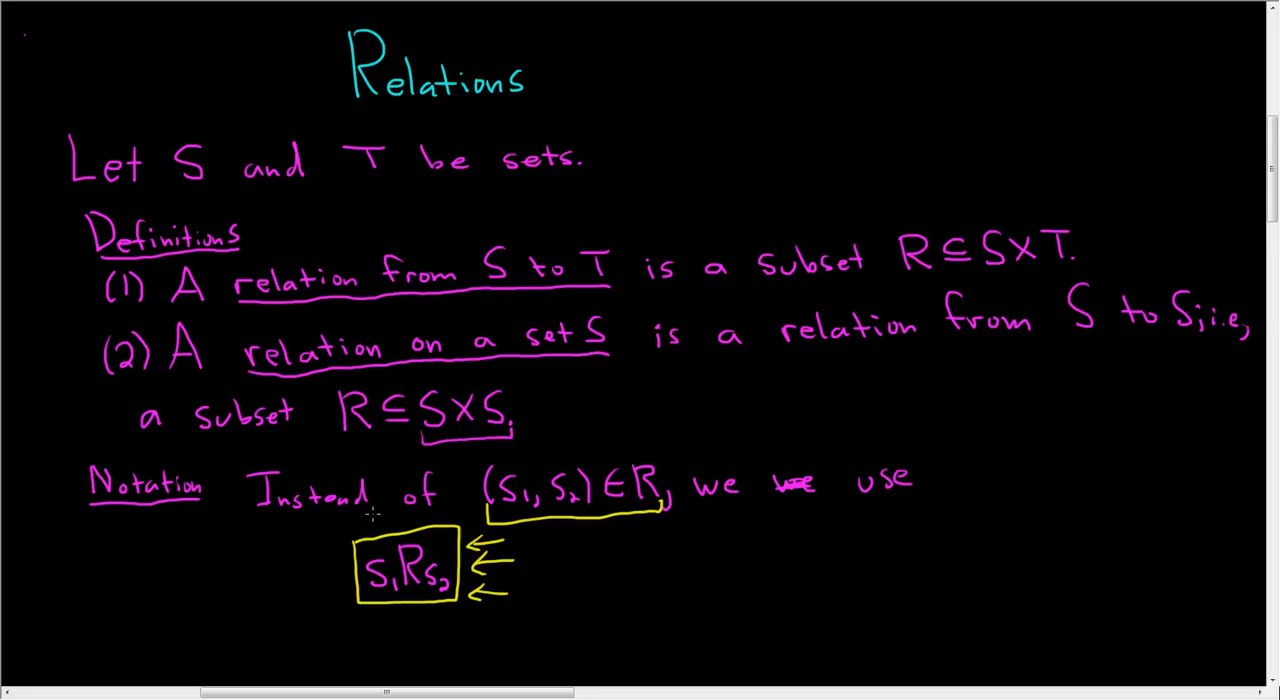 Relations
Let S and T be sets.
Definitions
(1) A relation from S to T is a subset R ⊆ S×T.
(2) A relation on a set S is a relation from S to S, i.e,
a subset R ⊆ S×S.
Notation Instead of (s₁, s₂) ∈ R, we use
s₁Rs₂